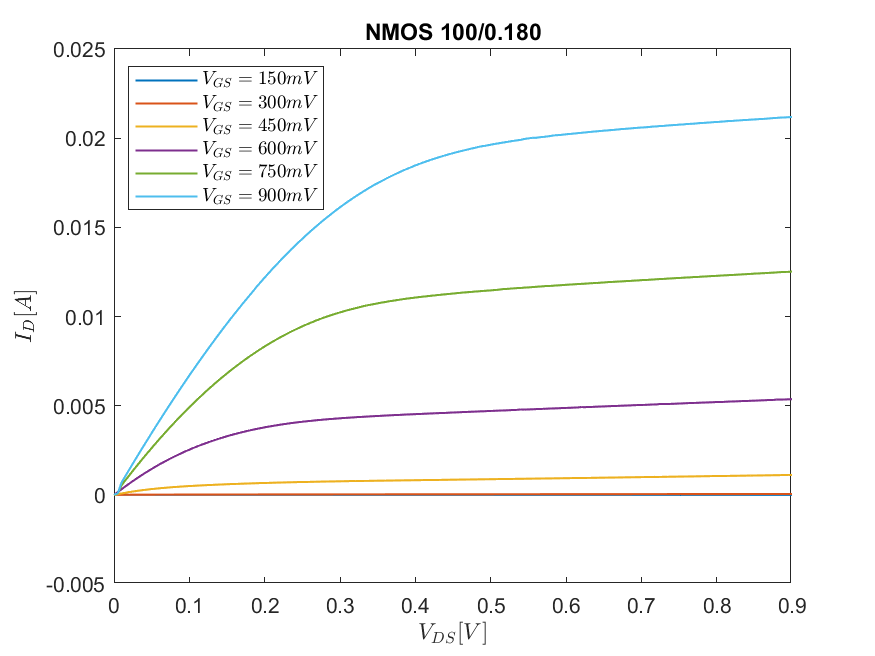 NMOS 100/0.180
0.025
0.02
0.015
0.01
0.005
0
-0.005
I_D[A]
V_GS = 150mV
V_GS = 300mV
V_GS = 450mV
V_GS = 600mV
V_GS = 750mV
V_GS = 900mV
0 0.1 0.2 0.3 0.4 0.5 0.6 0.7 0.8 0.9
V_DS[V]